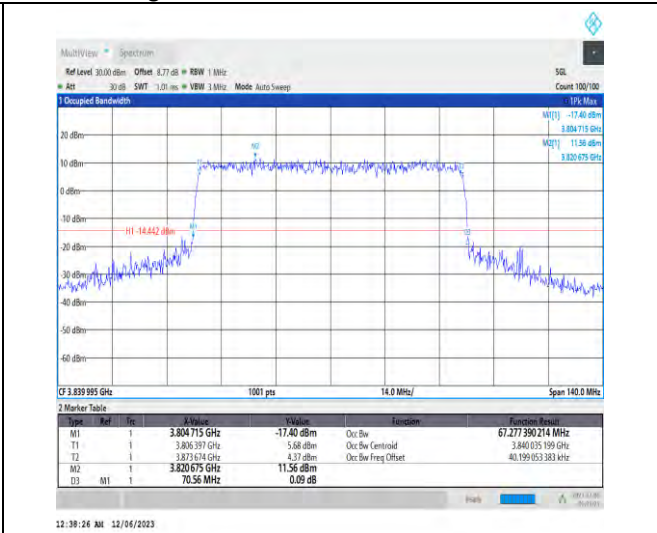 MultiView Spectrum
Ref Level 30.00 dBm Offset 8.77 dB RBW 1 MHz SGL
Att 30 dB SWT 1.01 ms VBW 3 MHz Mode Auto Sweep Count 100/100
1 Occupied Bandwidth 1Pk Max
M1[1] -17.40 dBm
3.804 715 GHz
M2[1] 11.56 dBm
3.820 675 GHz
20 dBm
M2
10 dBm
0 dBm
-10 dBm
H1 -14.442 dBm
M1
-20 dBm
-30 dBm
-40 dBm
-50 dBm
-60 dBm
CF 3.839 995 GHz 1001 pts 14.0 MHz/ Span 140.0 MHz
2 Marker Table
Type Ref Trc X-Value Y-Value Function Function Result
M1 1 3.804 715 GHz -17.40 dBm Occ Bw 67.277 390 214 MHz
T1 1 3.806 397 GHz 5.68 dBm Occ Bw Centroid 3.840 035 199 GHz
T2 1 3.873 674 GHz 4.37 dBm Occ Bw Freq Offset 40.199 053 383 kHz
M2 1 3.820 675 GHz 11.56 dBm
D3 M1 1 70.56 MHz 0.09 dB
12:38:26 AM 12/06/2023